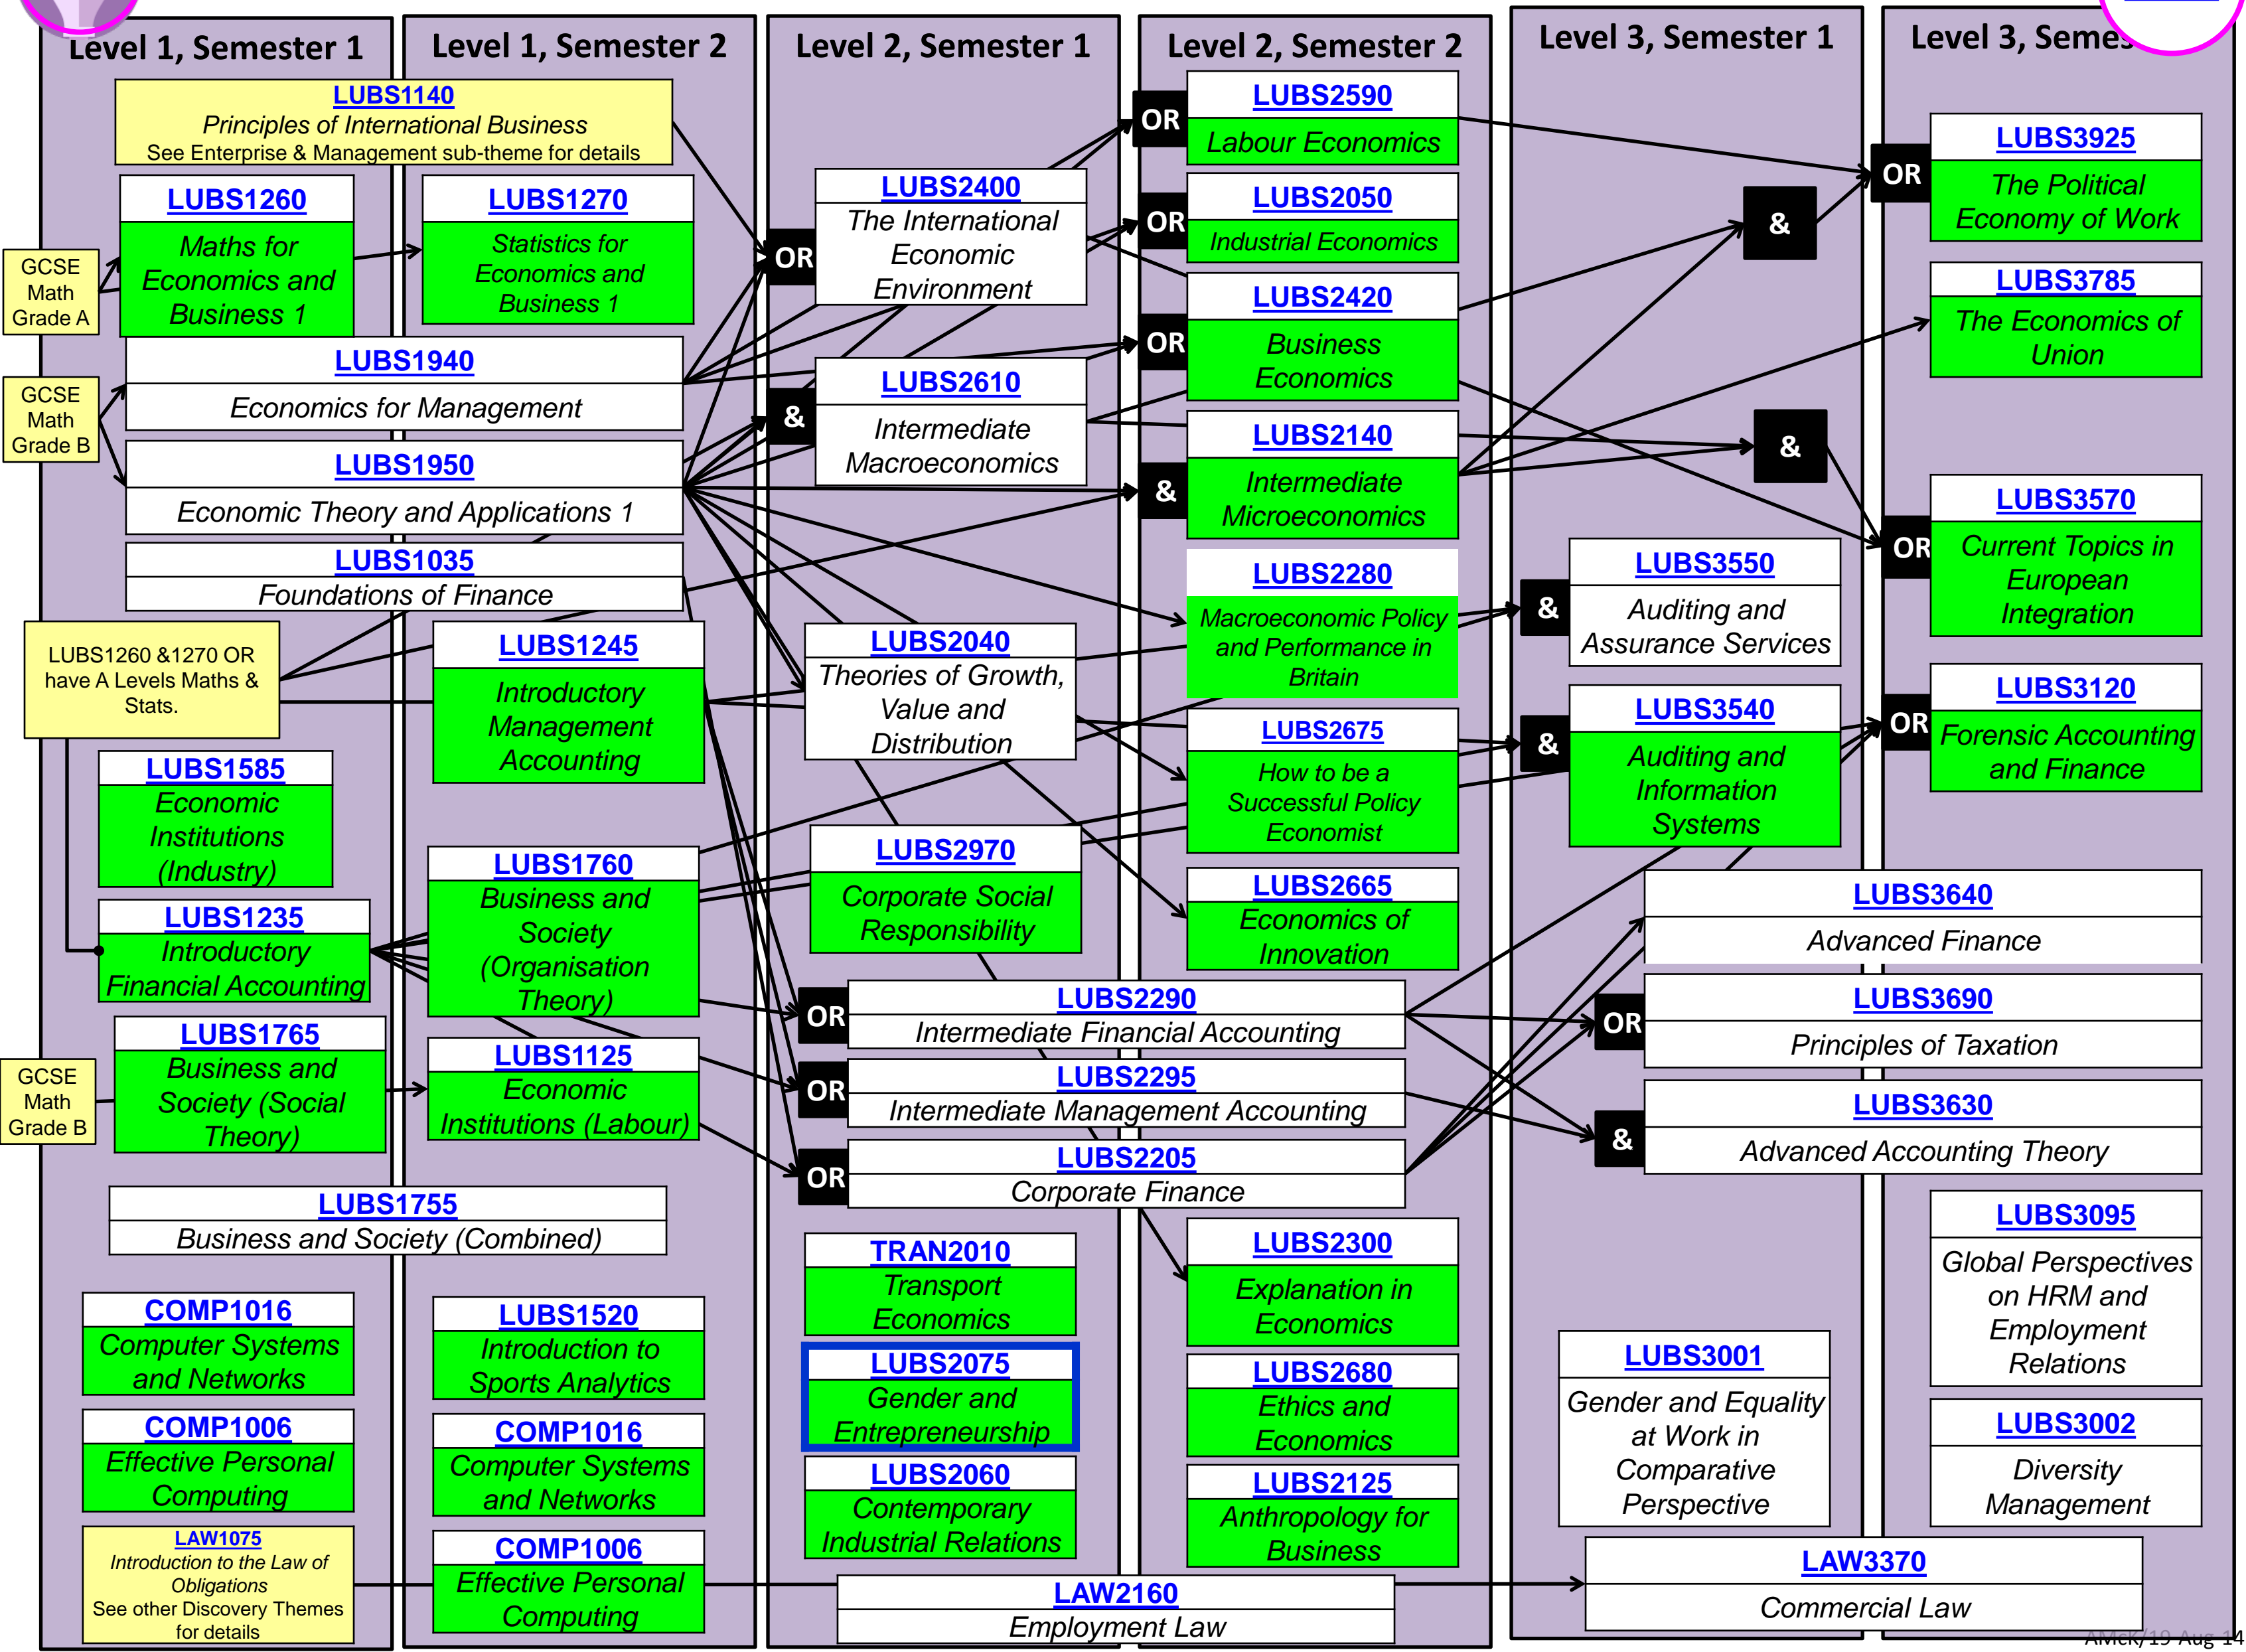 Level 1, Semester 1
Level 1, Semester 2
Level 2, Semester 1
Level 2, Semester 2
Level 3, Semester 1
Level 3, Semes
LUBS1140
Principles of International Business
See Enterprise & Management sub-theme for details
LUBS1260
Maths for
Economics and
Business 1
LUBS1270
Statistics for
Economics and
Business 1
GCSE
Math
Grade A
LUBS1940
Economics for Management
GCSE
Math
Grade B
LUBS1950
Economic Theory and Applications 1
LUBS1035
Foundations of Finance
LUBS1260 &1270 OR
have A Levels Maths &
Stats.
LUBS1245
Introductory
Management
Accounting
LUBS1585
Economic
Institutions
(Industry)
LUBS1760
Business and
Society
(Organisation
Theory)
LUBS1235
Introductory
Financial Accounting
LUBS1765
Business and
Society (Social
Theory)
GCSE
Math
Grade B
LUBS1125
Economic
Institutions (Labour)
LUBS1755
Business and Society (Combined)
COMP1016
Computer Systems
and Networks
LUBS1520
Introduction to
Sports Analytics
COMP1006
Effective Personal
Computing
COMP1016
Computer Systems
and Networks
LAW1075
Introduction to the Law of
Obligations
See other Discovery Themes
for details
COMP1006
Effective Personal
Computing
OR
LUBS2400
The International
Economic
Environment
&
LUBS2610
Intermediate
Macroeconomics
LUBS2040
Theories of Growth,
Value and
Distribution
LUBS2970
Corporate Social
Responsibility
OR
LUBS2290
Intermediate Financial Accounting
OR
LUBS2295
Intermediate Management Accounting
OR
LUBS2205
Corporate Finance
TRAN2010
Transport
Economics
LUBS2075
Gender and
Entrepreneurship
LUBS2060
Contemporary
Industrial Relations
LAW2160
Employment Law
OR
LUBS2590
Labour Economics
OR
LUBS2050
Industrial Economics
OR
LUBS2420
Business
Economics
&
LUBS2140
Intermediate
Microeconomics
LUBS2280
Macroeconomic Policy
and Performance in
Britain
LUBS2675
How to be a
Successful Policy
Economist
LUBS2665
Economics of
Innovation
LUBS2300
Explanation in
Economics
LUBS2680
Ethics and
Economics
LUBS2125
Anthropology for
Business
&
&
&
LUBS3550
Auditing and
Assurance Services
&
LUBS3540
Auditing and
Information
Systems
LUBS3640
Advanced Finance
OR
LUBS3690
Principles of Taxation
&
LUBS3630
Advanced Accounting Theory
LUBS3001
Gender and Equality
at Work in
Comparative
Perspective
OR
LUBS3925
The Political
Economy of Work
LUBS3785
The Economics of
Union
OR
LUBS3570
Current Topics in
European
Integration
OR
LUBS3120
Forensic Accounting
and Finance
LUBS3095
Global Perspectives
on HRM and
Employment
Relations
LUBS3002
Diversity
Management
LAW3370
Commercial Law
AMcK/19-Aug-14